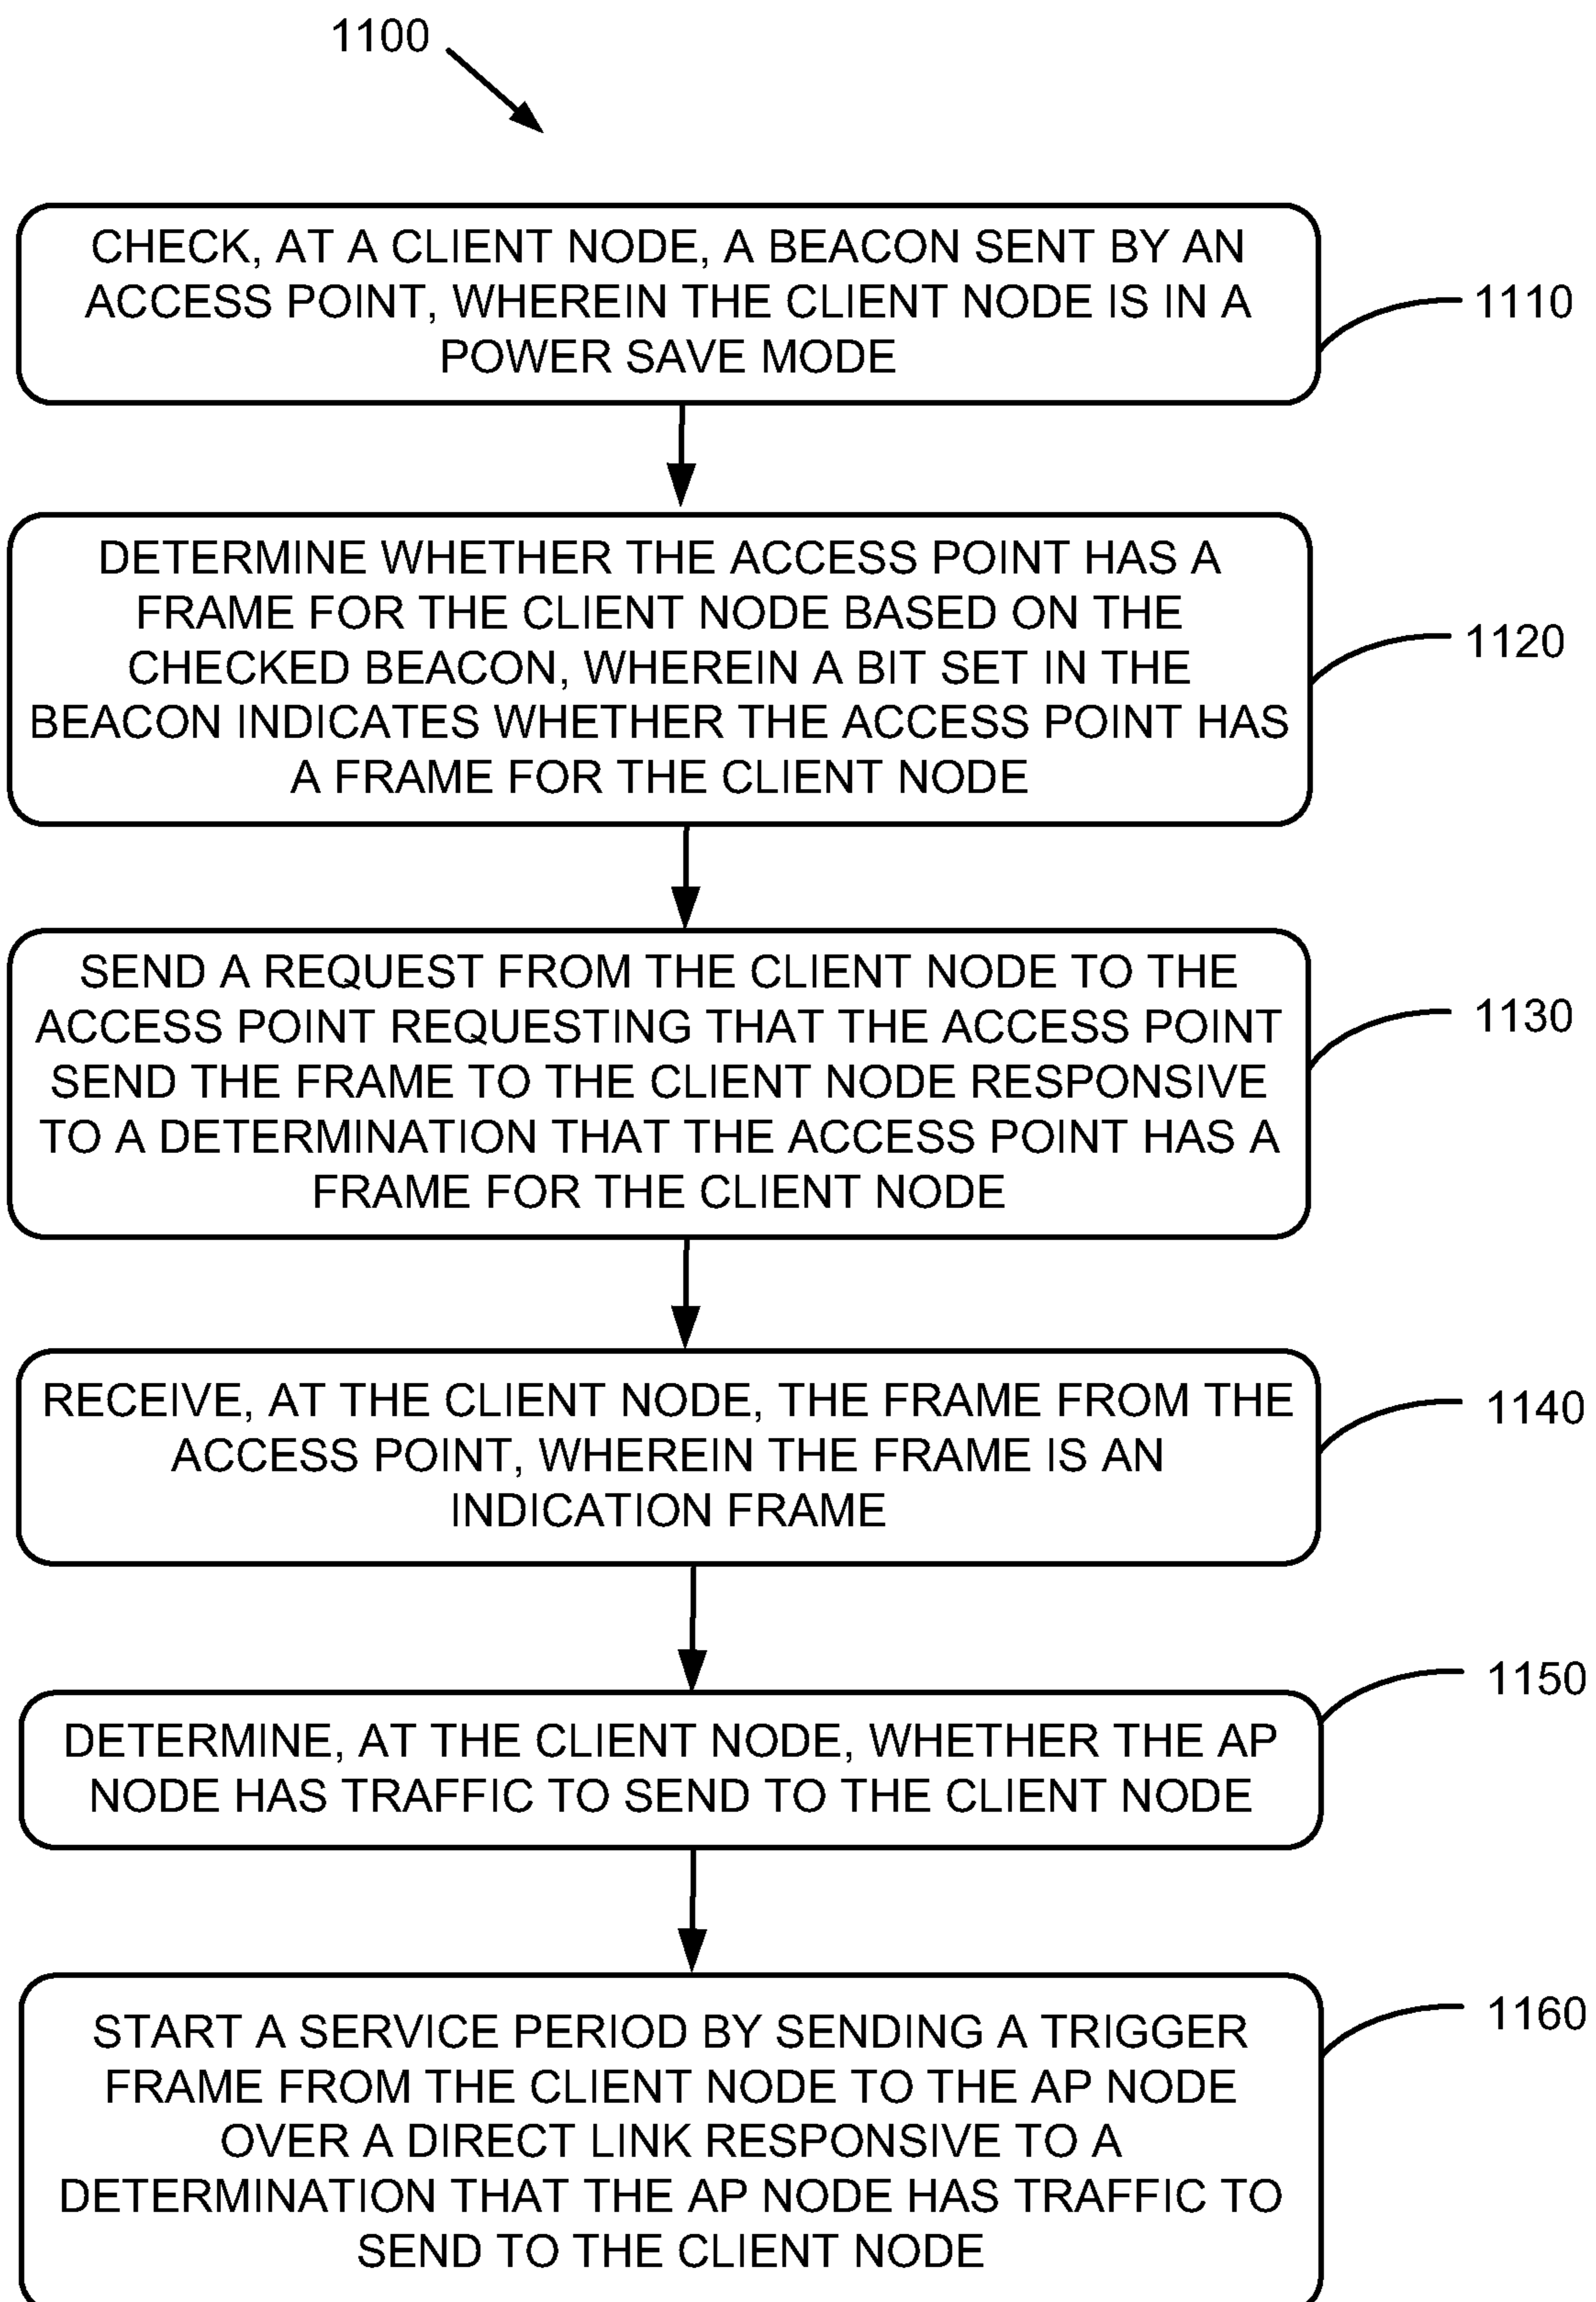 1100
CHECK, AT A CLIENT NODE, A BEACON SENT BY AN
ACCESS POINT, WHEREIN THE CLIENT NODE IS IN A
POWER SAVE MODE
1110
DETERMINE WHETHER THE ACCESS POINT HAS A
FRAME FOR THE CLIENT NODE BASED ON THE
CHECKED BEACON, WHEREIN A BIT SET IN THE
BEACON INDICATES WHETHER THE ACCESS POINT HAS
A FRAME FOR THE CLIENT NODE
1120
SEND A REQUEST FROM THE CLIENT NODE TO THE
ACCESS POINT REQUESTING THAT THE ACCESS POINT
SEND THE FRAME TO THE CLIENT NODE RESPONSIVE
TO A DETERMINATION THAT THE ACCESS POINT HAS A
FRAME FOR THE CLIENT NODE
1130
RECEIVE, AT THE CLIENT NODE, THE FRAME FROM THE
ACCESS POINT, WHEREIN THE FRAME IS AN
INDICATION FRAME
1140
DETERMINE, AT THE CLIENT NODE, WHETHER THE AP
NODE HAS TRAFFIC TO SEND TO THE CLIENT NODE
1150
START A SERVICE PERIOD BY SENDING A TRIGGER
FRAME FROM THE CLIENT NODE TO THE AP NODE
OVER A DIRECT LINK RESPONSIVE TO A
DETERMINATION THAT THE AP NODE HAS TRAFFIC TO
SEND TO THE CLIENT NODE
1160